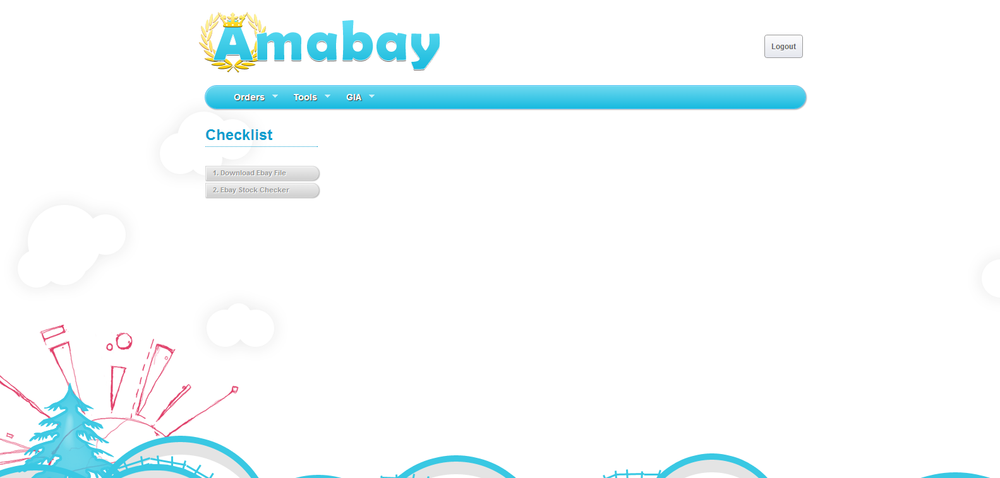 Amabay
Logout
Orders Tools GIA
Checklist
1. Download Ebay File
2. Ebay Stock Checker